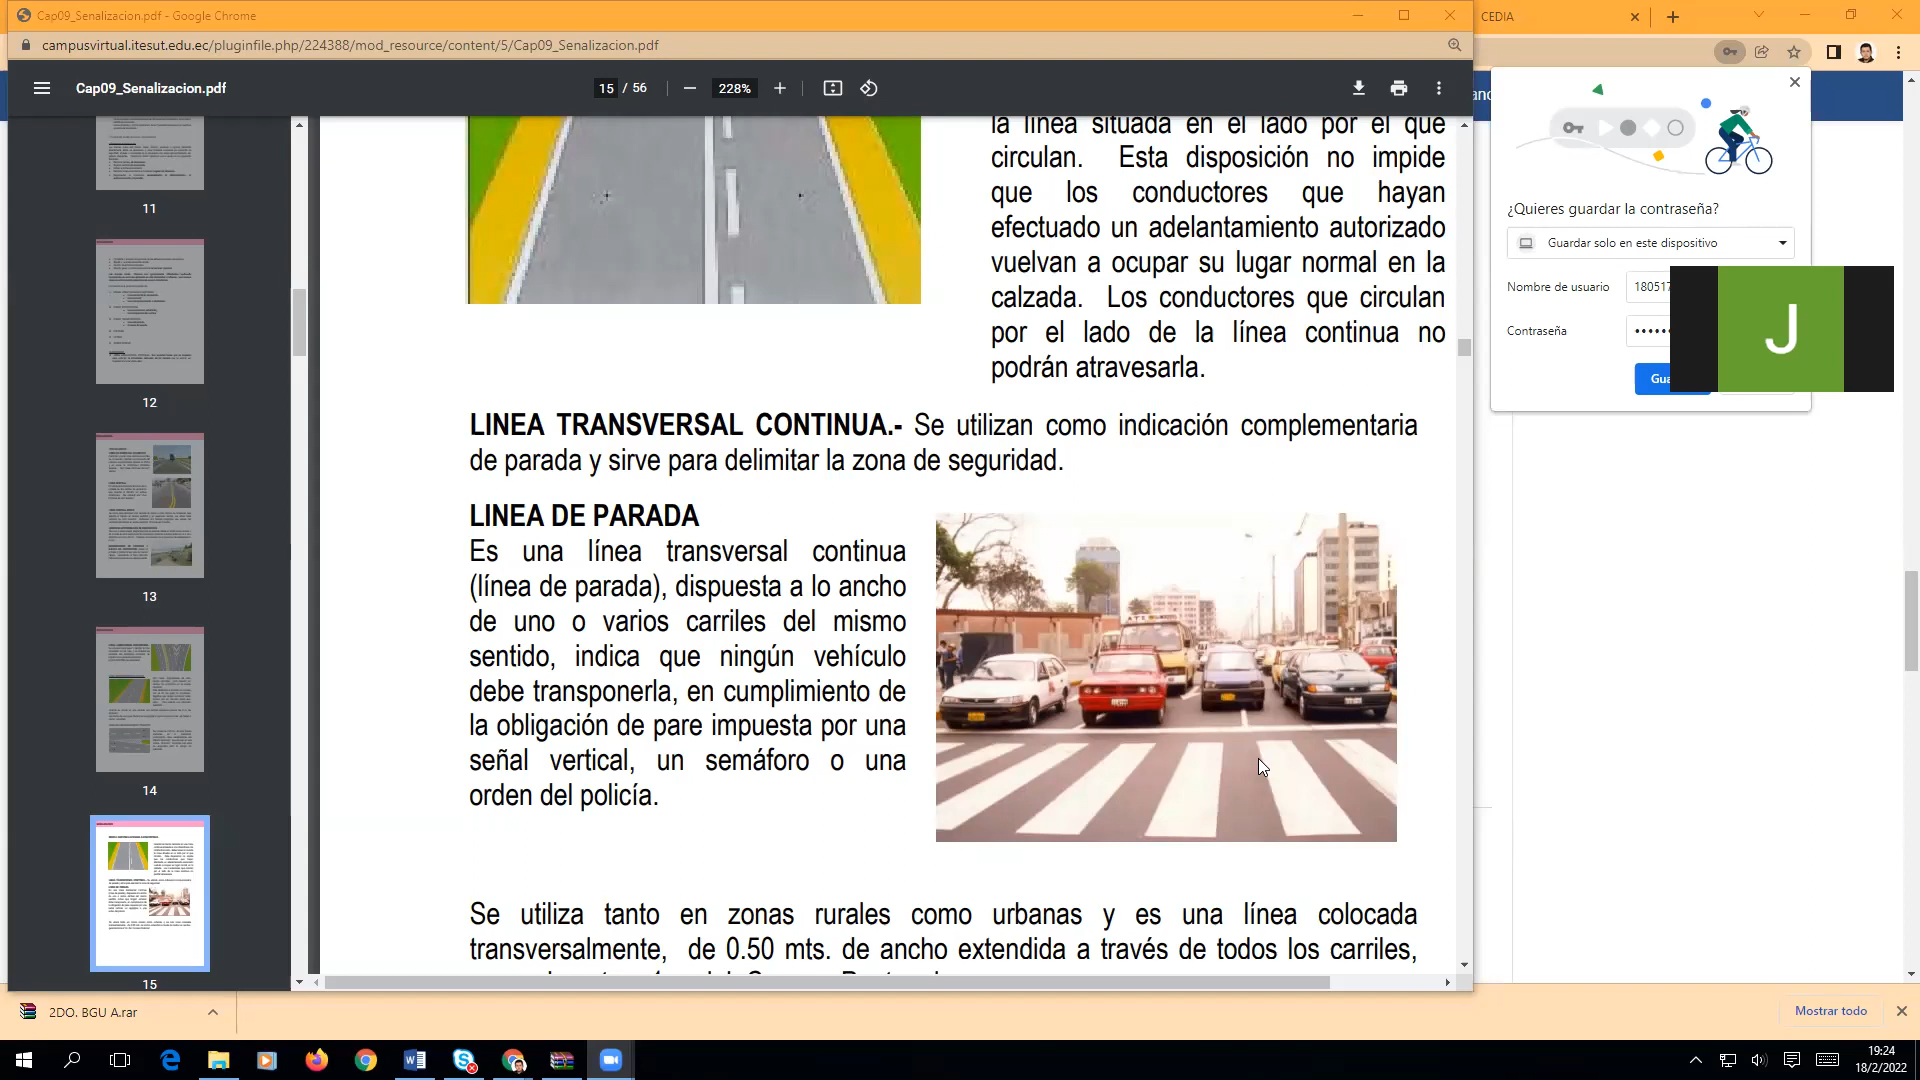 Cap09_Senalizacion.pdf - Google Chrome
CEDIA
campusvirtual.itesut.edu.ec/pluginfile.php/224388/mod_resource/content/5/Cap09_Senalizacion.pdf
Cap09_Senalizacion.pdf
15 / 56
228%
11
12
13
14
15
la línea situada en el lado por el que
circulan. Esta disposición no impide
que los conductores que hayan
efectuado un adelantamiento autorizado
vuelvan a ocupar su lugar normal en la
calzada. Los conductores que circulan
por el lado de la línea continua no
podrán atravesarla.
LINEA TRANSVERSAL CONTINUA.- Se utilizan como indicación complementaria
de parada y sirve para delimitar la zona de seguridad.
LINEA DE PARADA
Es una línea transversal continua
(línea de parada), dispuesta a lo ancho
de uno o varios carriles del mismo
sentido, indica que ningún vehículo
debe transponerla, en cumplimiento de
la obligación de pare impuesta por una
señal vertical, un semáforo o una
orden del policía.
Se utiliza tanto en zonas rurales como urbanas y es una línea colocada
transversalmente, de 0.50 mts. de ancho extendida a través de todos los carriles,
¿Quieres guardar la contraseña?
Guardar solo en este dispositivo
Nombre de usuario
180517
Contraseña
••••••
Gua
J
2DO. BGU A.rar
Mostrar todo
19:24
18/2/2022